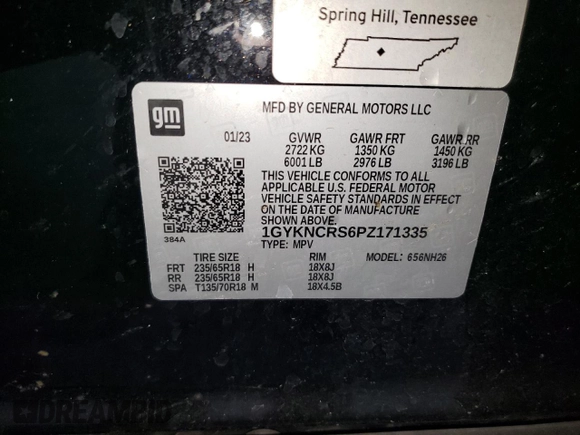 Spring Hill, Tennessee
gm
MFD BY GENERAL MOTORS LLC
01/23 GVWR GAWR FRT GAWR RR
2722 KG 1350 KG 1450 KG
6001 LB 2976 LB 3196 LB
THIS VEHICLE CONFORMS TO ALL
APPLICABLE U.S. FEDERAL MOTOR
VEHICLE SAFETY STANDARDS IN EFFECT
ON THE DATE OF MANUFACTURE
SHOWN ABOVE.
384A
1GYKNCRS6PZ171335
TYPE: MPV
TIRE SIZE RIM MODEL: 656NH26
FRT 235/65R18 H 18X8J
RR 235/65R18 H 18X8J
SPA T135/70R18 M 18X4.5B
DREAMBID